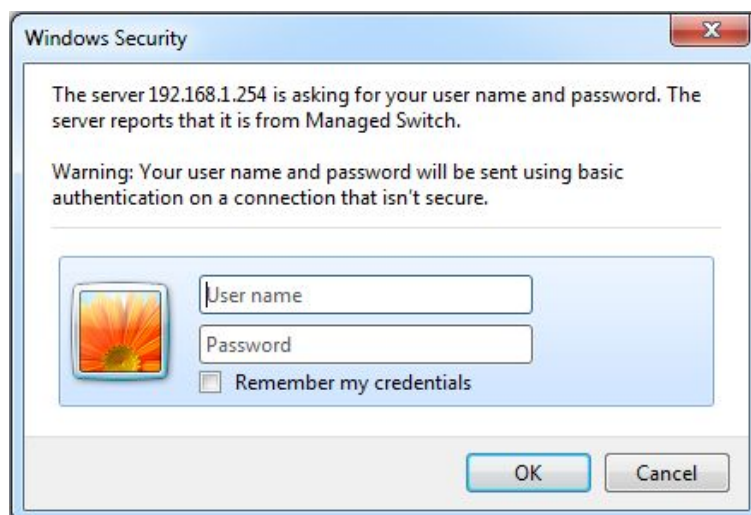 Windows Security
The server 192.168.1.254 is asking for your user name and password. The
server reports that it is from Managed Switch.
Warning: Your user name and password will be sent using basic
authentication on a connection that isn't secure.
User name
Password
Remember my credentials
OK
Cancel